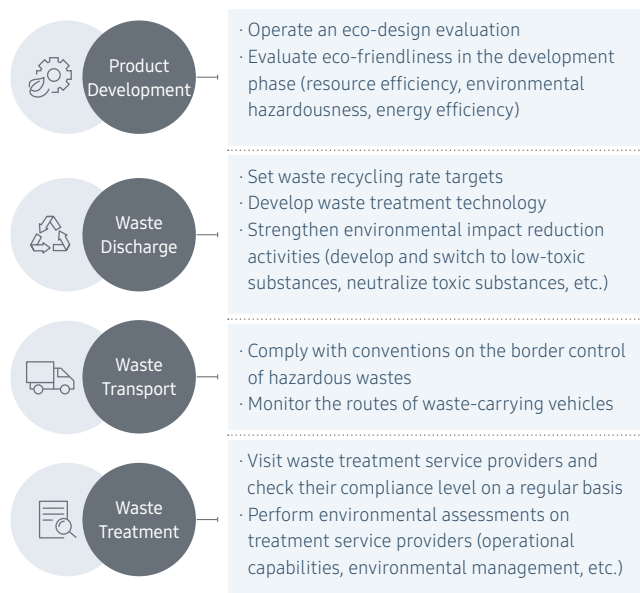 Product
Development
· Operate an eco-design evaluation
· Evaluate eco-friendliness in the development
phase (resource efficiency, environmental
hazardousness, energy efficiency)
Waste
Discharge
· Set waste recycling rate targets
· Develop waste treatment technology
· Strengthen environmental impact reduction
activities (develop and switch to low-toxic
substances, neutralize toxic substances, etc.)
Waste
Transport
· Comply with conventions on the border control
of hazardous wastes
· Monitor the routes of waste-carrying vehicles
Waste
Treatment
· Visit waste treatment service providers and
check their compliance level on a regular basis
· Perform environmental assessments on
treatment service providers (operational
capabilities, environmental management, etc.)